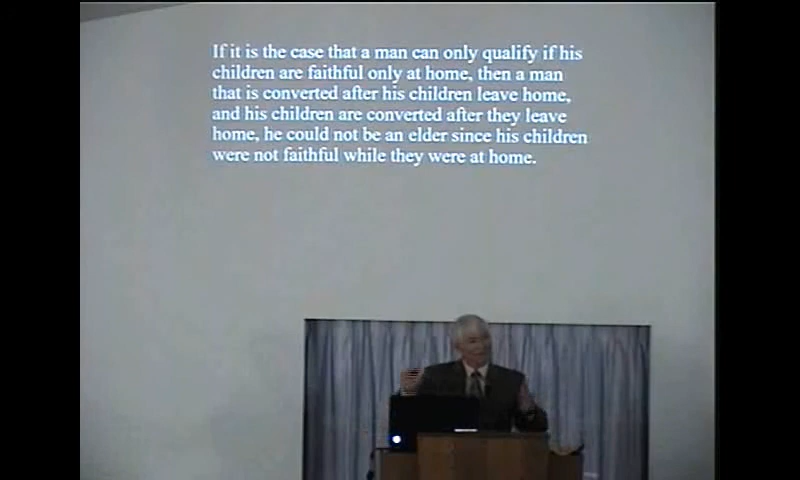 If it is the case that a man can only qualify if his
children are faithful only at home, then a man
that is converted after his children leave home,
and his children are converted after they leave
home, he could not be an elder since his children
were not faithful while they were at home.